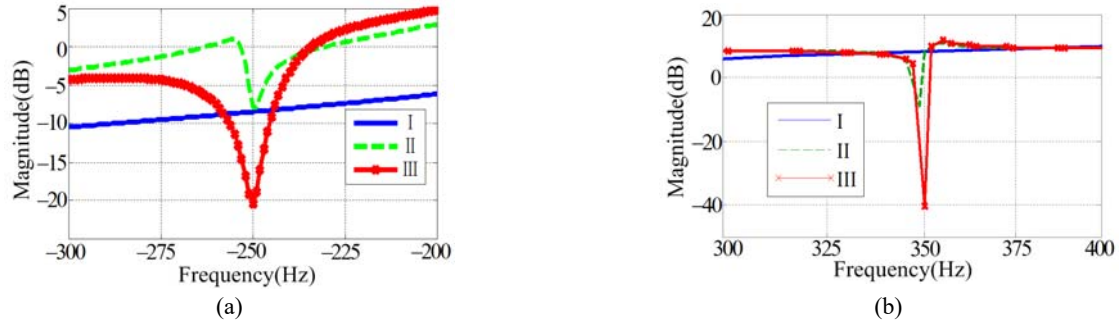 5
0
–5
–10
–15
–20
Magnitude(dB)
I
II
III
–300
–275
–250
–225
–200
Frequency(Hz)
(a)
20
10
0
–20
–40
Magnitude(dB)
I
II
III
300
325
350
375
400
Frequency(Hz)
(b)